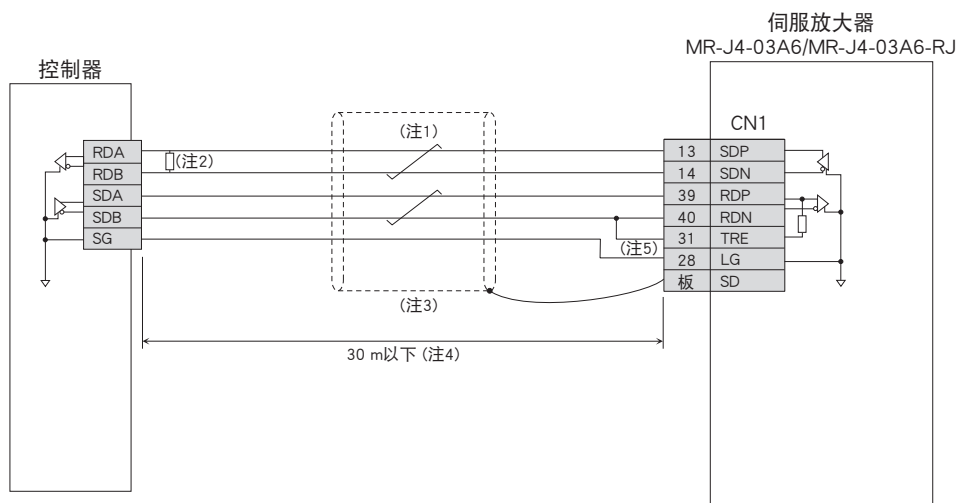 伺服放大器
MR-J4-03A6/MR-J4-03A6-RJ
控制器
CN1
(注1)
RDA
(注2)
13 SDP
RDB
14 SDN
SDA
39 RDP
SDB
40 RDN
SG
(注5)
31 TRE
28 LG
板 SD
(注3)
30 m以下 (注4)